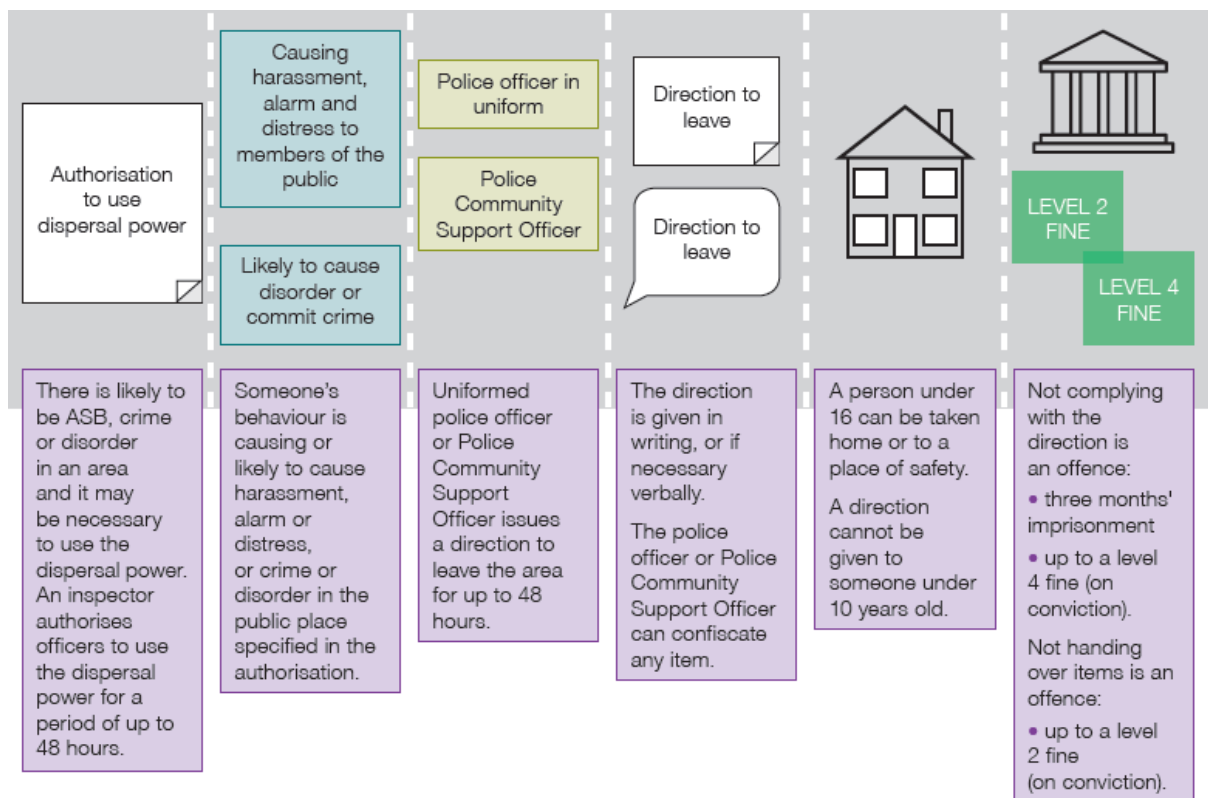 Authorisation
to use
dispersal power
Causing
harassment,
alarm and
distress to
members of the
public
Likely to cause
disorder or
commit crime
Police officer in
uniform
Police
Community
Support Officer
Direction to
leave
Direction to
leave
LEVEL 2
FINE
LEVEL 4
FINE
There is likely to
be ASB, crime
or disorder
in an area
and it may
be necessary
to use the
dispersal power.
An inspector
authorises
officers to use
the dispersal
power for a
period of up to
48 hours.
Someone's
behaviour is
causing or
likely to cause
harassment,
alarm or
distress,
or crime or
disorder in the
public place
specified in the
authorisation.
Uniformed
police officer
or Police
Community
Support
Officer issues
a direction to
leave the area
for up to 48
hours.
The direction
is given in
writing, or if
necessary
verbally.
The police
officer or Police
Community
Support Officer
can confiscate
any item.
A person under
16 can be taken
home or to a
place of safety.
A direction
cannot be
given to
someone under
10 years old.
Not complying
with the
direction is
an offence:
• three months'
imprisonment
• up to a level
4 fine (on
conviction).
Not handing
over items is an
offence:
• up to a level
2 fine
(on conviction).